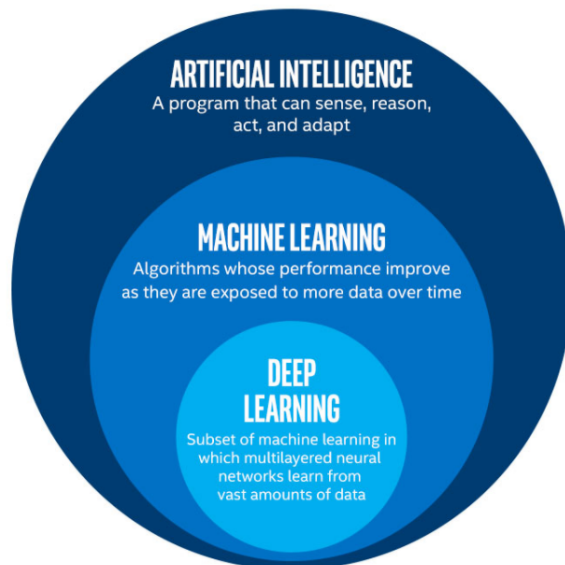 ARTIFICIAL INTELLIGENCE
A program that can sense, reason,
act, and adapt
MACHINE LEARNING
Algorithms whose performance improve
as they are exposed to more data over time
DEEP
LEARNING
Subset of machine learning in
which multilayered neural
networks learn from
vast amounts of data